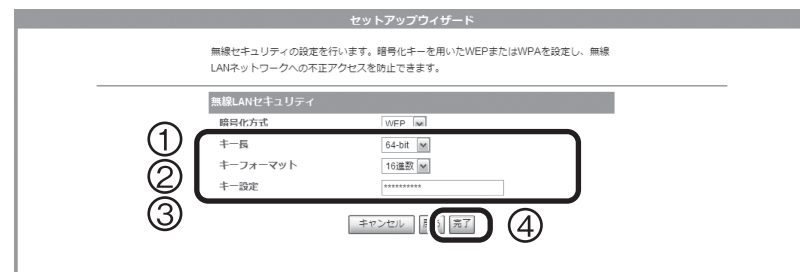 セットアップウィザード
無線セキュリティの設定を行います。暗号化キーを用いたWEPまたはWPAを設定し、無線
LANネットワークへの不正アクセスを防止できます。
無線LANセキュリティ
暗号化方式 WEP
① キー長 64-bit
② キーフォーマット 16進数
キー設定 **********
③
キャンセル 完了 ④